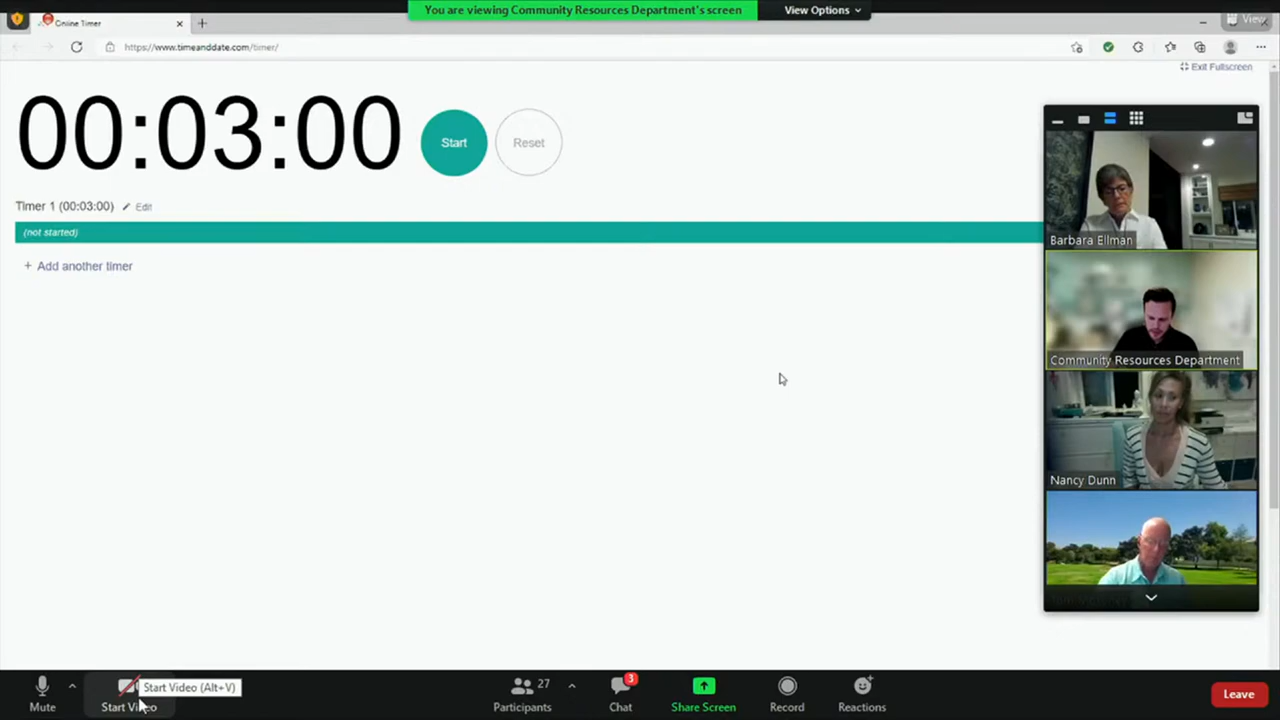 You are viewing Community Resources Department's screen
View Options
Online Timer
View
https://www.timeanddate.com/timer/
Exit Fullscreen
00:03:00
Start
Reset
Timer 1 (00:03:00)
Edit
(not started)
+ Add another timer
Barbara Ellman
Community Resources Department
Nancy Dunn
Mute
Start Video
Start Video (Alt+V)
27
Participants
3
Chat
Share Screen
Record
Reactions
Leave